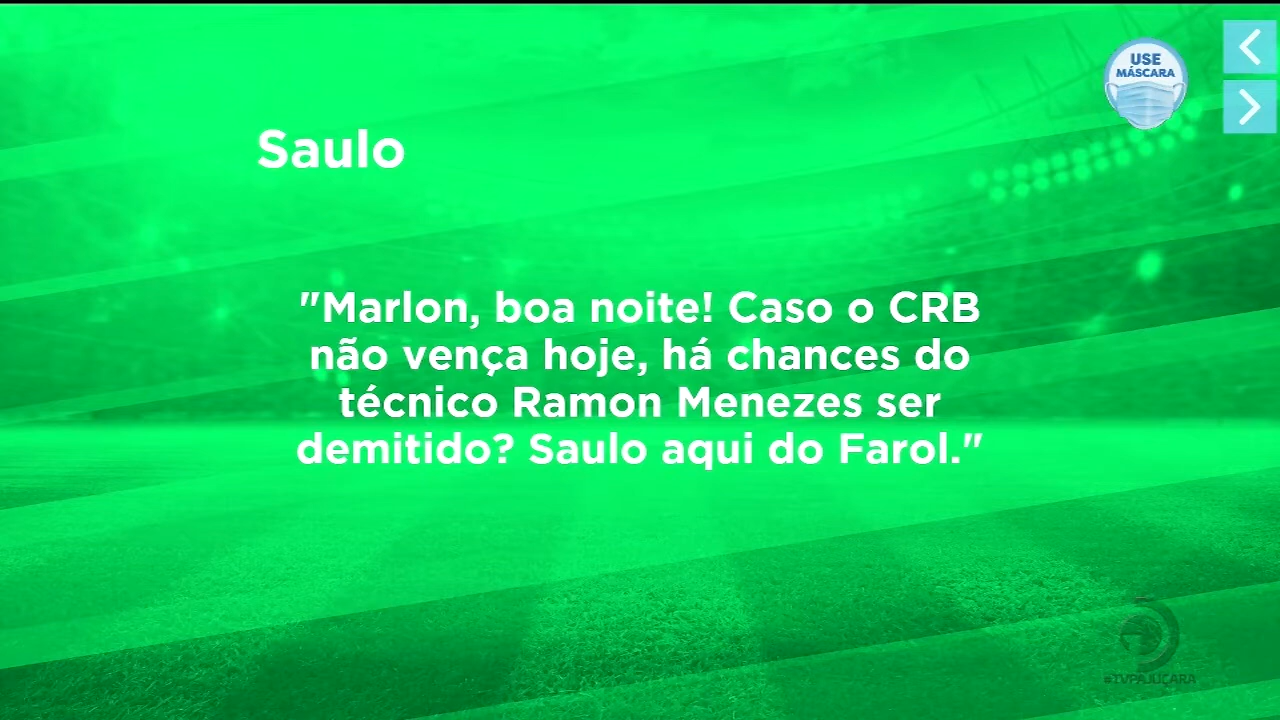 USE
MÁSCARA
Saulo
"Marlon, boa noite! Caso o CRB
não vença hoje, há chances do
técnico Ramon Menezes ser
demitido? Saulo aqui do Farol."
#TVPAJUÇARA